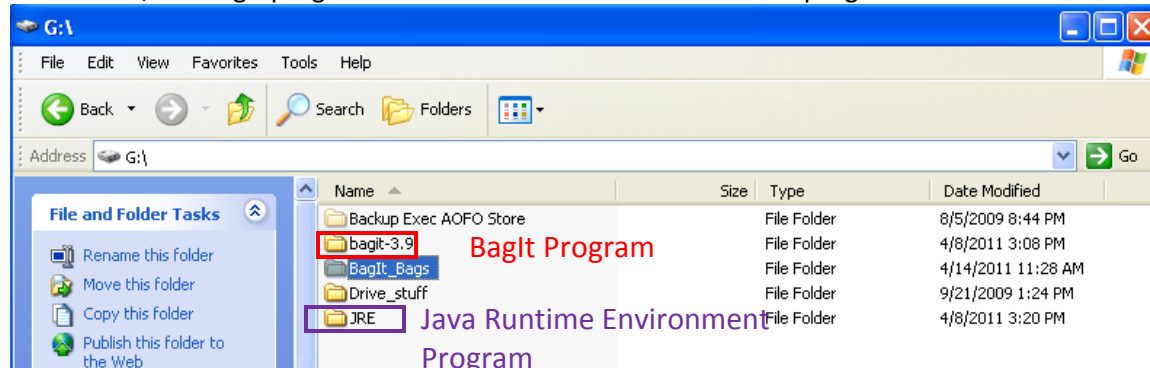 G:\
File Edit View Favorites Tools Help
Back Search Folders
Address G:\ Go
Name Size Type Date Modified
File and Folder Tasks
Rename this folder
Move this folder
Copy this folder
Publish this folder to
the Web
Backup Exec AOFO Store File Folder 8/5/2009 8:44 PM
bagit-3.9 File Folder 4/8/2011 3:08 PM
BagIt Program
BagIt_Bags File Folder 4/14/2011 11:28 AM
Drive_stuff File Folder 9/21/2009 1:24 PM
JRE File Folder 4/8/2011 3:20 PM
Java Runtime Environment
Program